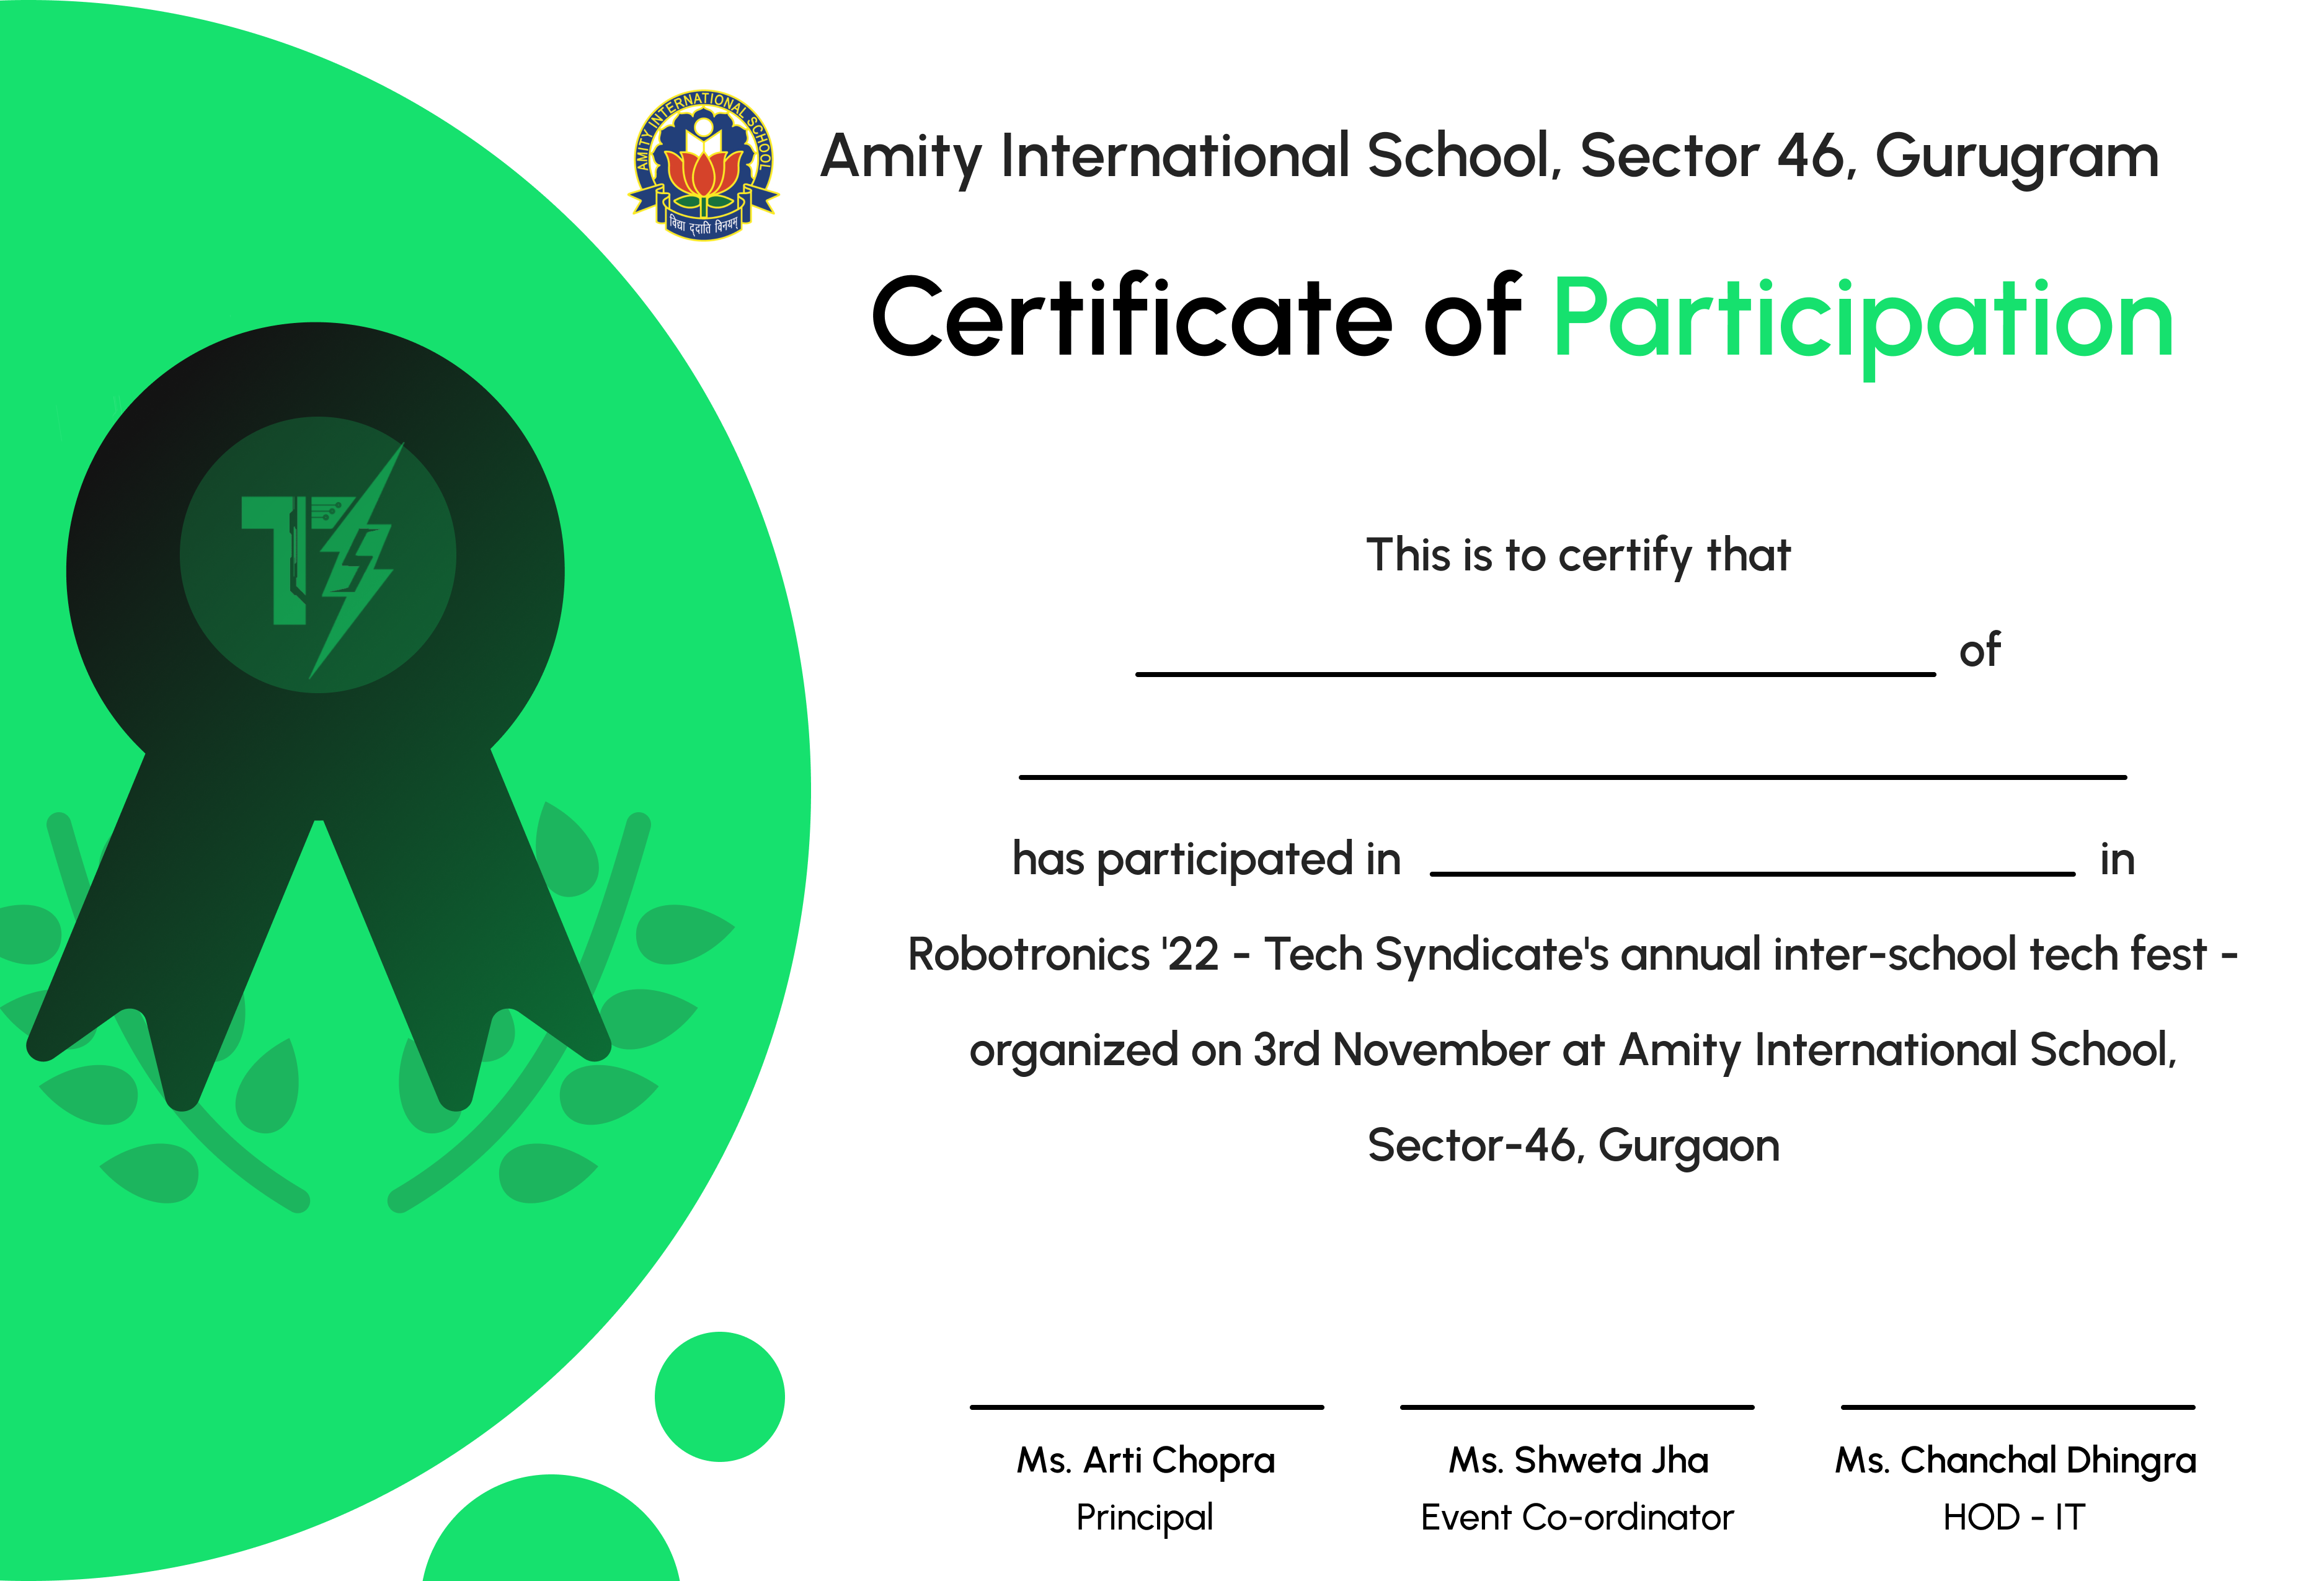 AMITY INTERNATIONAL SCHOOL
विद्या ददाति विनयम्
Amity International School, Sector 46, Gurugram
Certificate of Participation
This is to certify that
of
has participated in in
Robotronics '22 - Tech Syndicate's annual inter-school tech fest -
organized on 3rd November at Amity International School,
Sector-46, Gurgaon
Ms. Arti Chopra
Principal
Ms. Shweta Jha
Event Co-ordinator
Ms. Chanchal Dhingra
HOD - IT